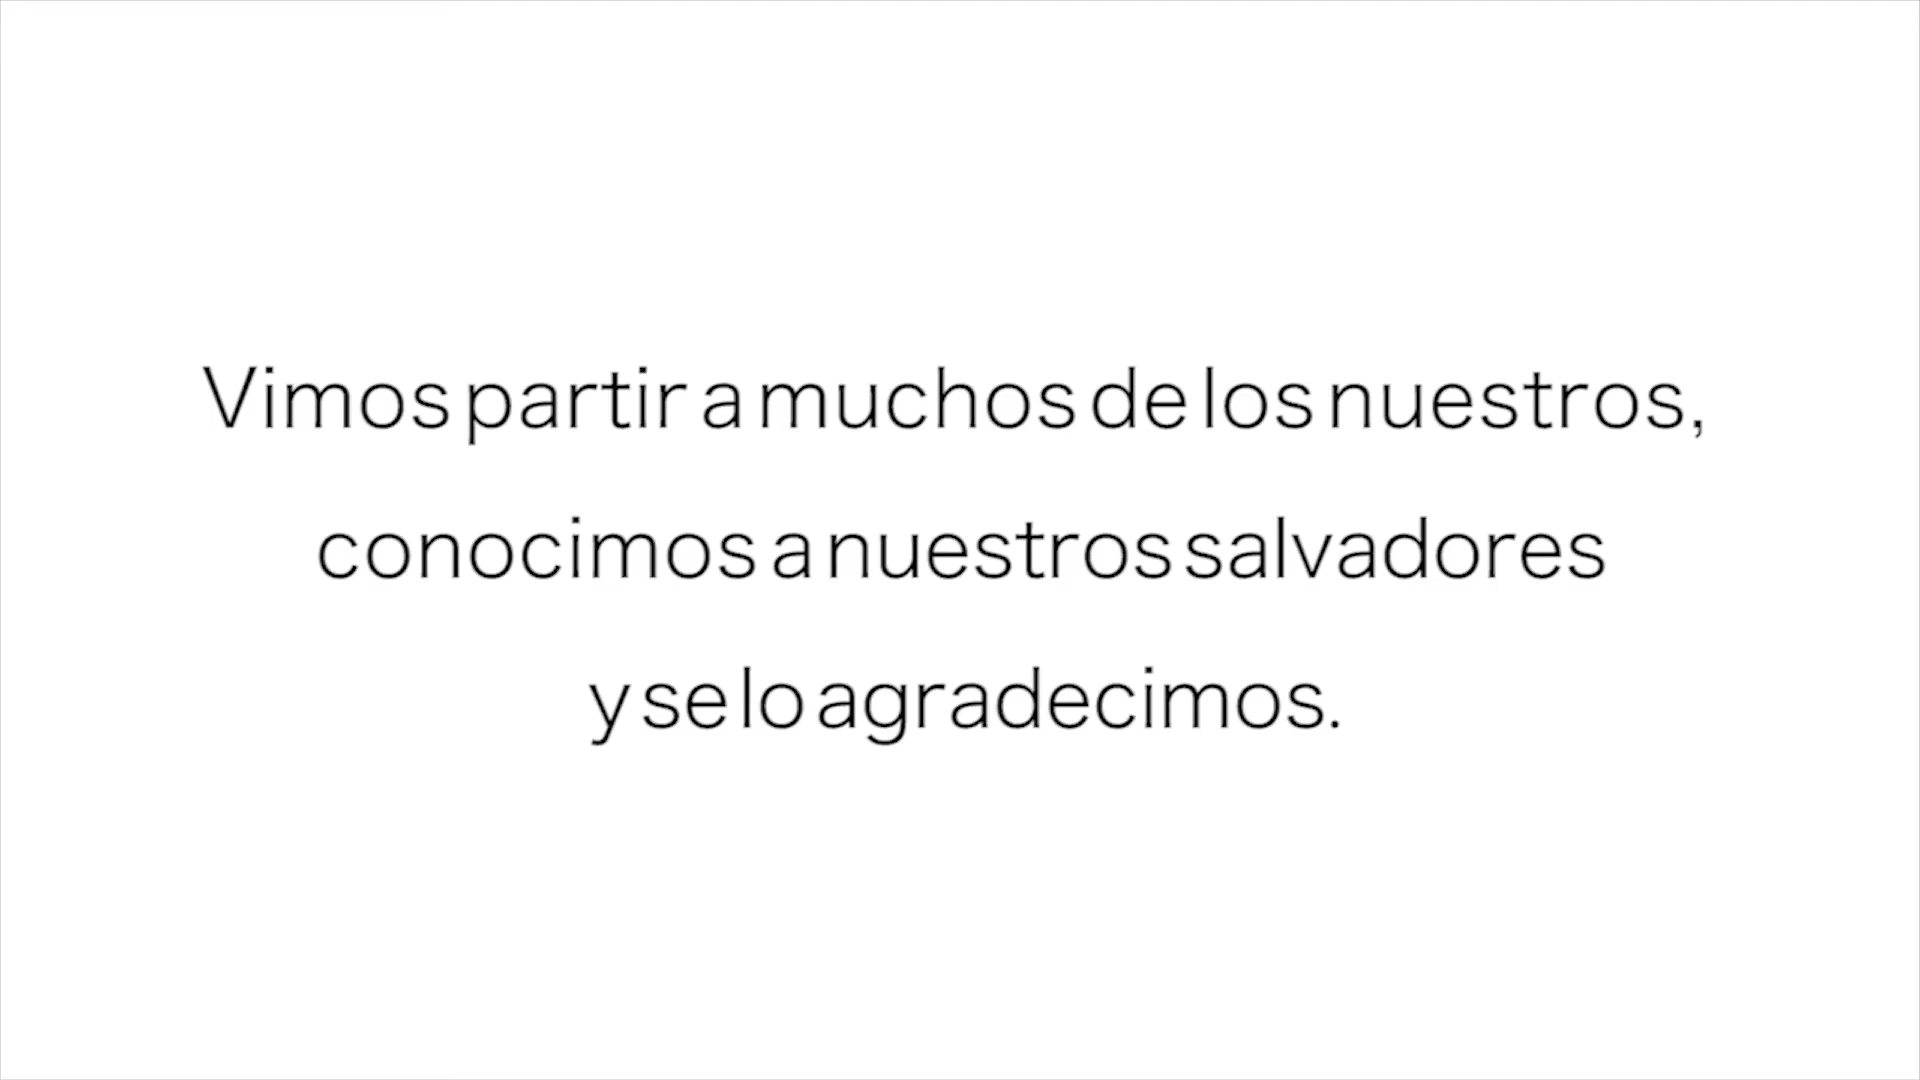 Vimos partir a muchos de los nuestros,
conocimos a nuestros salvadores
y se lo agradecimos.